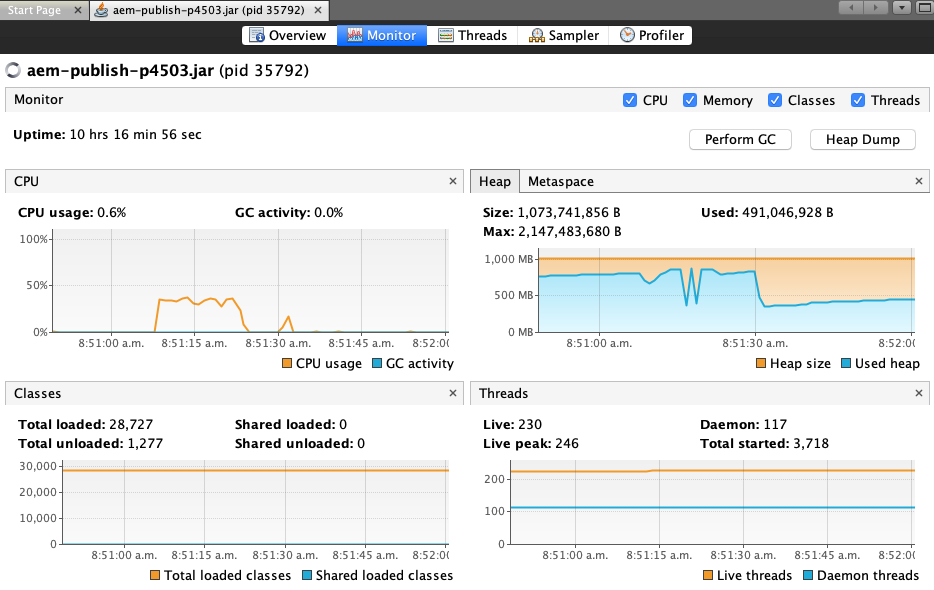 Start Page × aem-publish-p4503.jar (pid 35792) ×
Overview Monitor Threads Sampler Profiler
aem-publish-p4503.jar (pid 35792)
Monitor CPU Memory Classes Threads
Uptime: 10 hrs 16 min 56 sec
Perform GC Heap Dump
CPU ×
CPU usage: 0.6% GC activity: 0.0%
100%
50%
0%
8:51:00 a.m. 8:51:15 a.m. 8:51:30 a.m. 8:51:45 a.m. 8:52:0
CPU usage GC activity
Heap Metaspace ×
Size: 1,073,741,856 B Used: 491,046,928 B
Max: 2,147,483,680 B
1,000 MB
500 MB
0 MB
8:51:00 a.m. 8:51:30 a.m. 8:52:0
Heap size Used heap
Classes ×
Total loaded: 28,727 Shared loaded: 0
Total unloaded: 1,277 Shared unloaded: 0
30,000
20,000
10,000
0
8:51:00 a.m. 8:51:15 a.m. 8:51:30 a.m. 8:51:45 a.m. 8:52:0
Total loaded classes Shared loaded classes
Threads ×
Live: 230 Daemon: 117
Live peak: 246 Total started: 3,718
200
100
0
8:51:00 a.m. 8:51:15 a.m. 8:51:30 a.m. 8:51:45 a.m. 8:52:0
Live threads Daemon threads